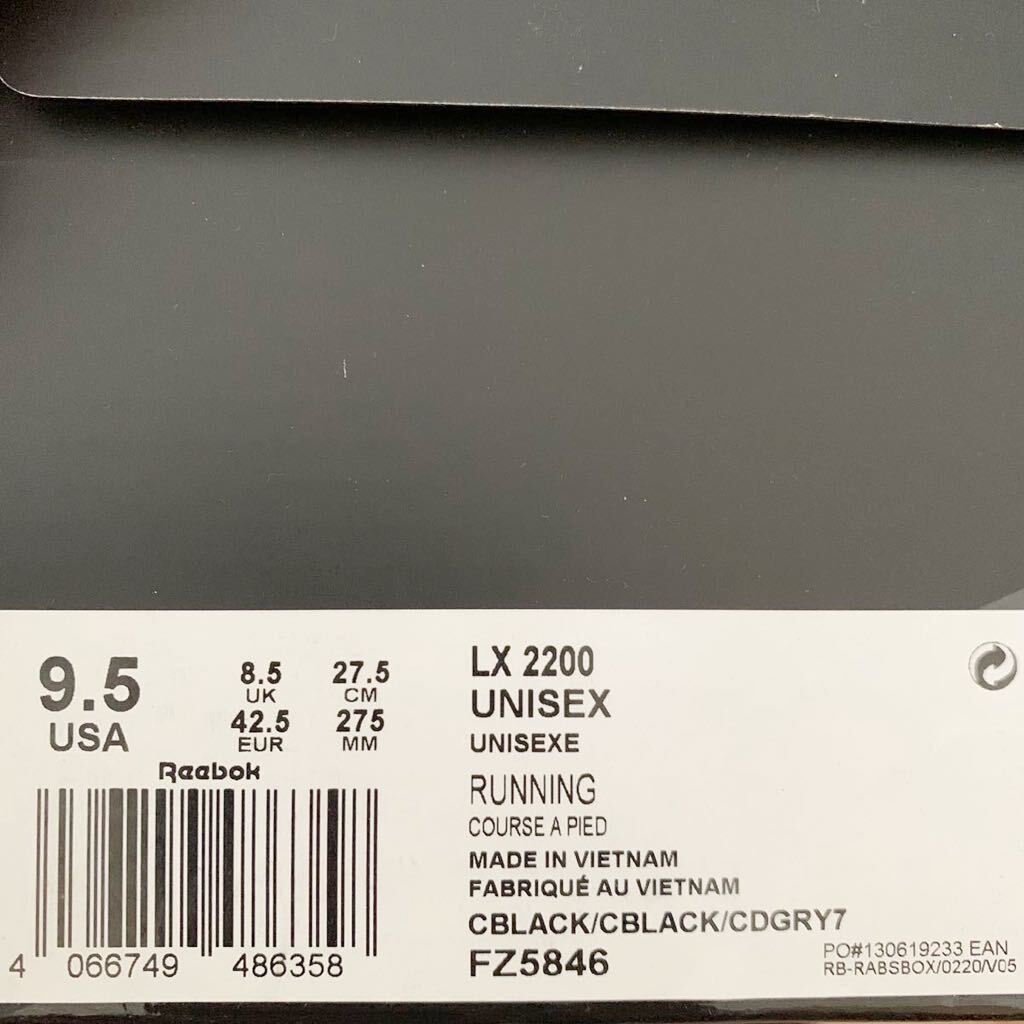 9.5
USA
8.5
UK
42.5
EUR
27.5
CM
275
MM
Reebok
4 066749 486358
LX 2200
UNISEX
UNISEXE
RUNNING
COURSE A PIED
MADE IN VIETNAM
FABRIQUÉ AU VIETNAM
CBLACK/CBLACK/CDGRY7
FZ5846
PO#130619233 EAN
RB-RABSBOX/0220/V05